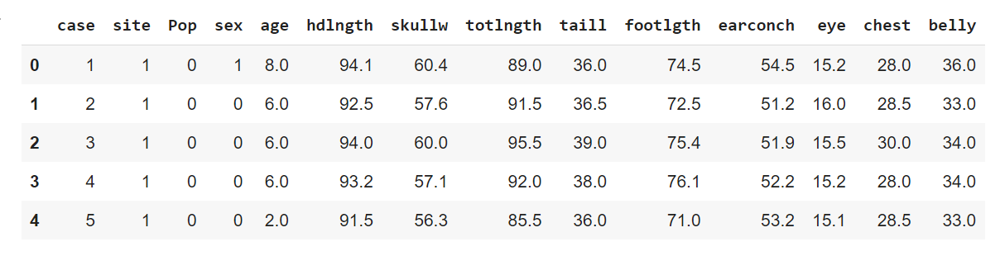 case site Pop sex age hdlngth skullw totlngth taill footlgth earconch eye chest belly
0 1 1 0 1 8.0 94.1 60.4 89.0 36.0 74.5 54.5 15.2 28.0 36.0
1 2 1 0 0 6.0 92.5 57.6 91.5 36.5 72.5 51.2 16.0 28.5 33.0
2 3 1 0 0 6.0 94.0 60.0 95.5 39.0 75.4 51.9 15.5 30.0 34.0
3 4 1 0 0 6.0 93.2 57.1 92.0 38.0 76.1 52.2 15.2 28.0 34.0
4 5 1 0 0 2.0 91.5 56.3 85.5 36.0 71.0 53.2 15.1 28.5 33.0